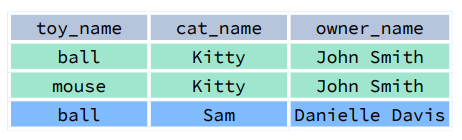 toy_name cat_name owner_name
ball Kitty John Smith
mouse Kitty John Smith
ball Sam Danielle Davis